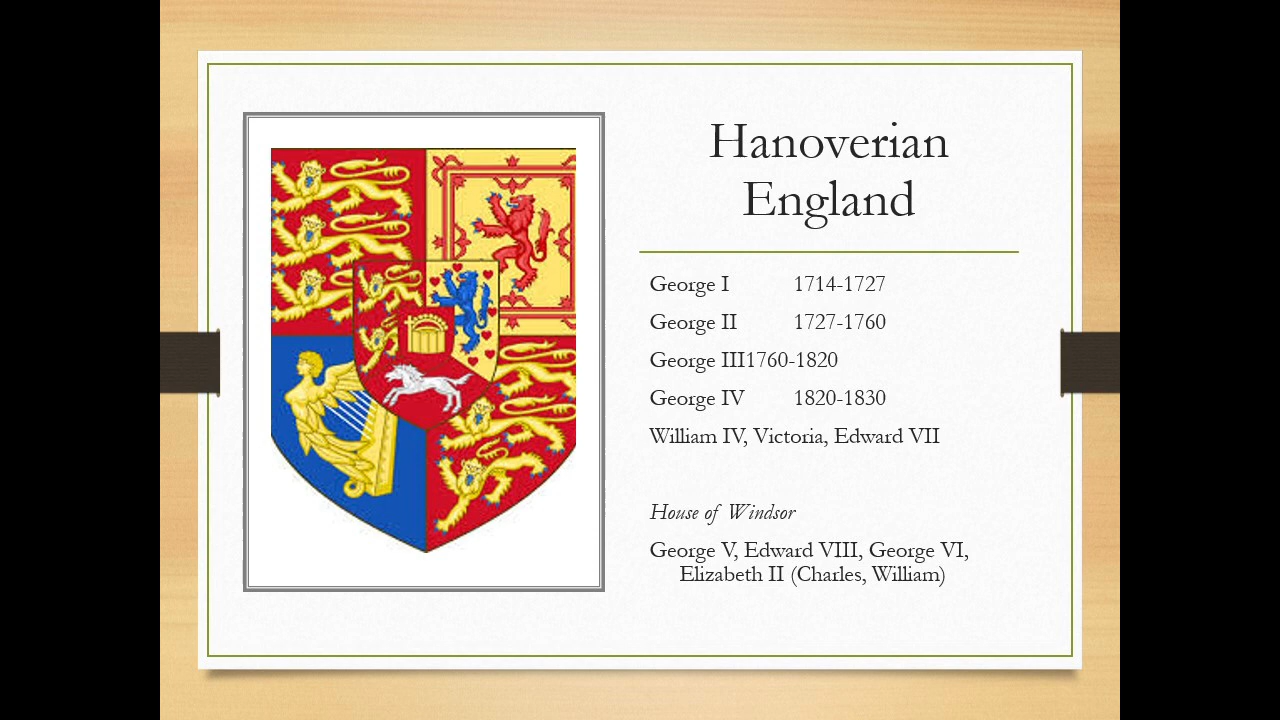 Hanoverian
England
George I 1714-1727
George II 1727-1760
George III1760-1820
George IV 1820-1830
William IV, Victoria, Edward VII
House of Windsor
George V, Edward VIII, George VI,
Elizabeth II (Charles, William)